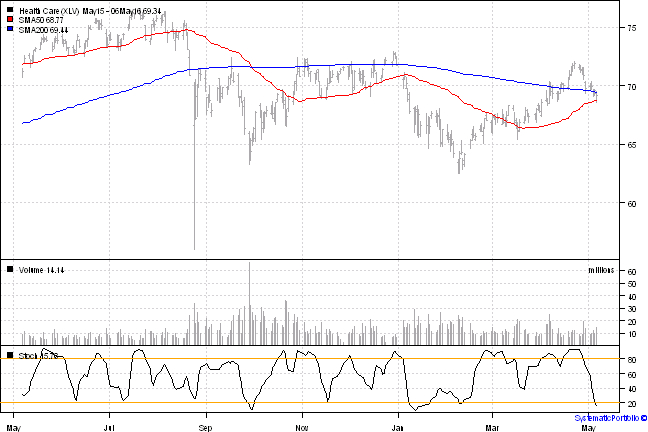 Health Care (XLV) May15 - 06May16 69.34
SMA50 68.77
SMA200 69.44
75
70
65
60
Volume 14.14
millions
60
50
40
30
20
10
Stoch
80
60
40
20
SystematicPortfolio ©
May Jul Sep Nov Jan Mar May